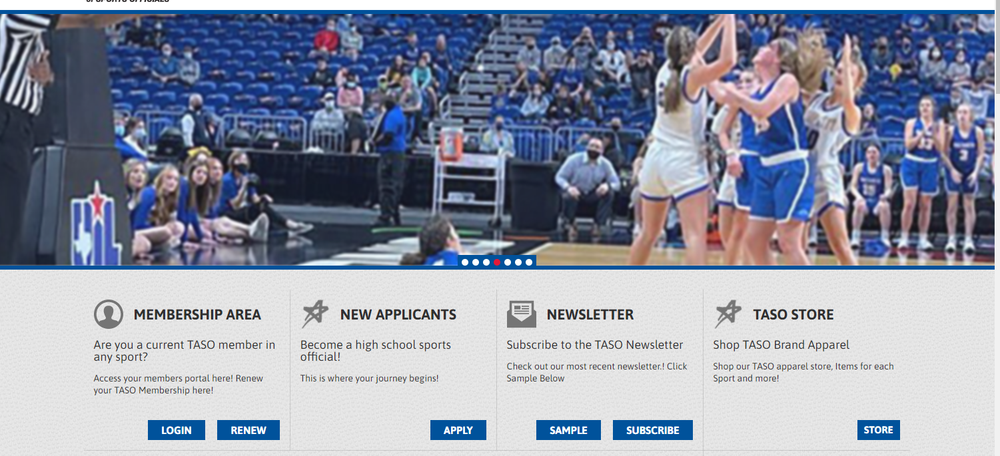 of SPORTS OFFICIALS
MEMBERSHIP AREA
Are you a current TASO member in
any sport?
Access your members portal here! Renew
your TASO Membership here!
LOGIN
RENEW
NEW APPLICANTS
Become a high school sports
official!
This is where your journey begins!
APPLY
NEWSLETTER
Subscribe to the TASO Newsletter
Check out our most recent newsletter.! Click
Sample Below
SAMPLE
SUBSCRIBE
TASO STORE
Shop TASO Brand Apparel
Shop our TASO apparel store, Items for each
Sport and more!
STORE